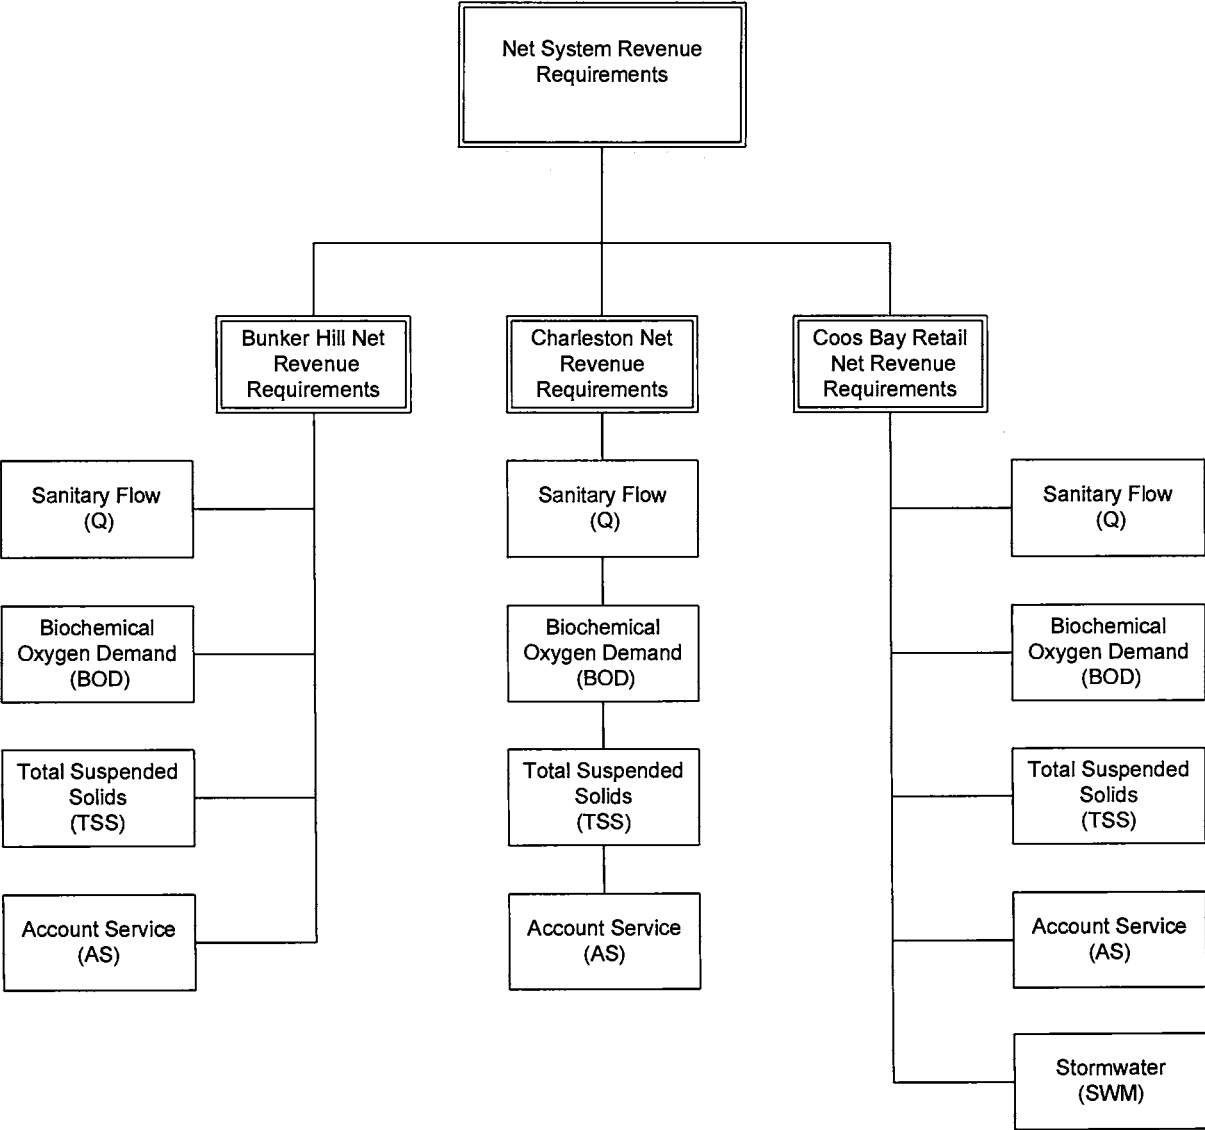 Net System Revenue
Requirements
Bunker Hill Net
Revenue
Requirements
Charleston Net
Revenue
Requirements
Coos Bay Retail
Net Revenue
Requirements
Sanitary Flow
(Q)
Sanitary Flow
(Q)
Sanitary Flow
(Q)
Biochemical
Oxygen Demand
(BOD)
Biochemical
Oxygen Demand
(BOD)
Biochemical
Oxygen Demand
(BOD)
Total Suspended
Solids
(TSS)
Total Suspended
Solids
(TSS)
Total Suspended
Solids
(TSS)
Account Service
(AS)
Account Service
(AS)
Account Service
(AS)
Stormwater
(SWM)